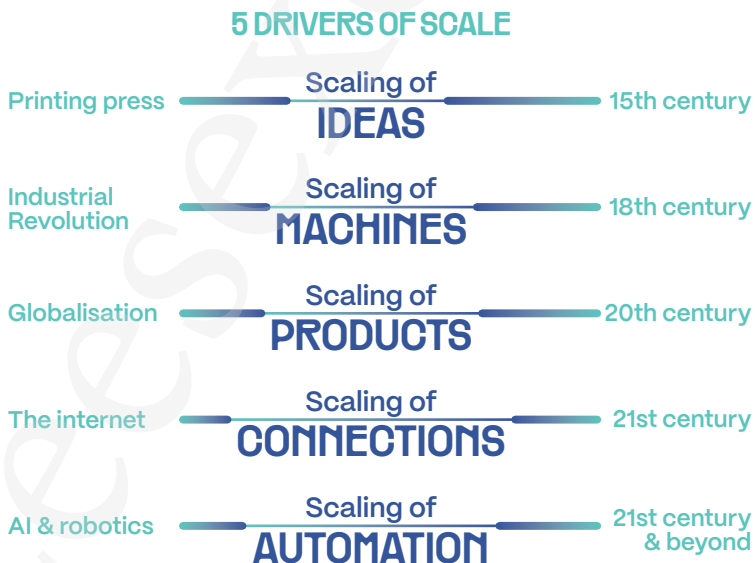 5 DRIVERS OF SCALE
Printing press
Scaling of
IDEAS
15th century
Industrial
Revolution
Scaling of
MACHINES
18th century
Globalisation
Scaling of
PRODUCTS
20th century
The internet
Scaling of
CONNECTIONS
21st century
AI & robotics
Scaling of
AUTOMATION
21st century
& beyond